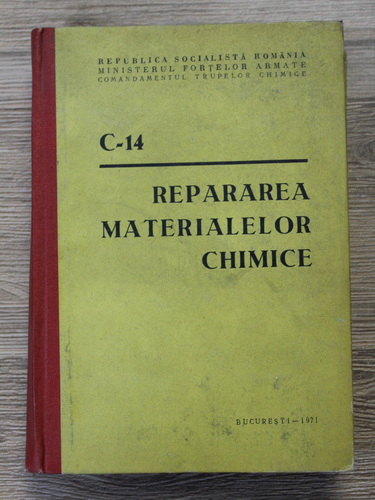 REPUBLICA SOCIALISTĂ ROMÂNIA
MINISTERUL FORȚELOR ARMATE
COMANDAMENTUL TRUPELOR CHIMICE
C-14
REPARAREA
MATERIALELOR
CHIMICE
BUCUREȘTI—1971